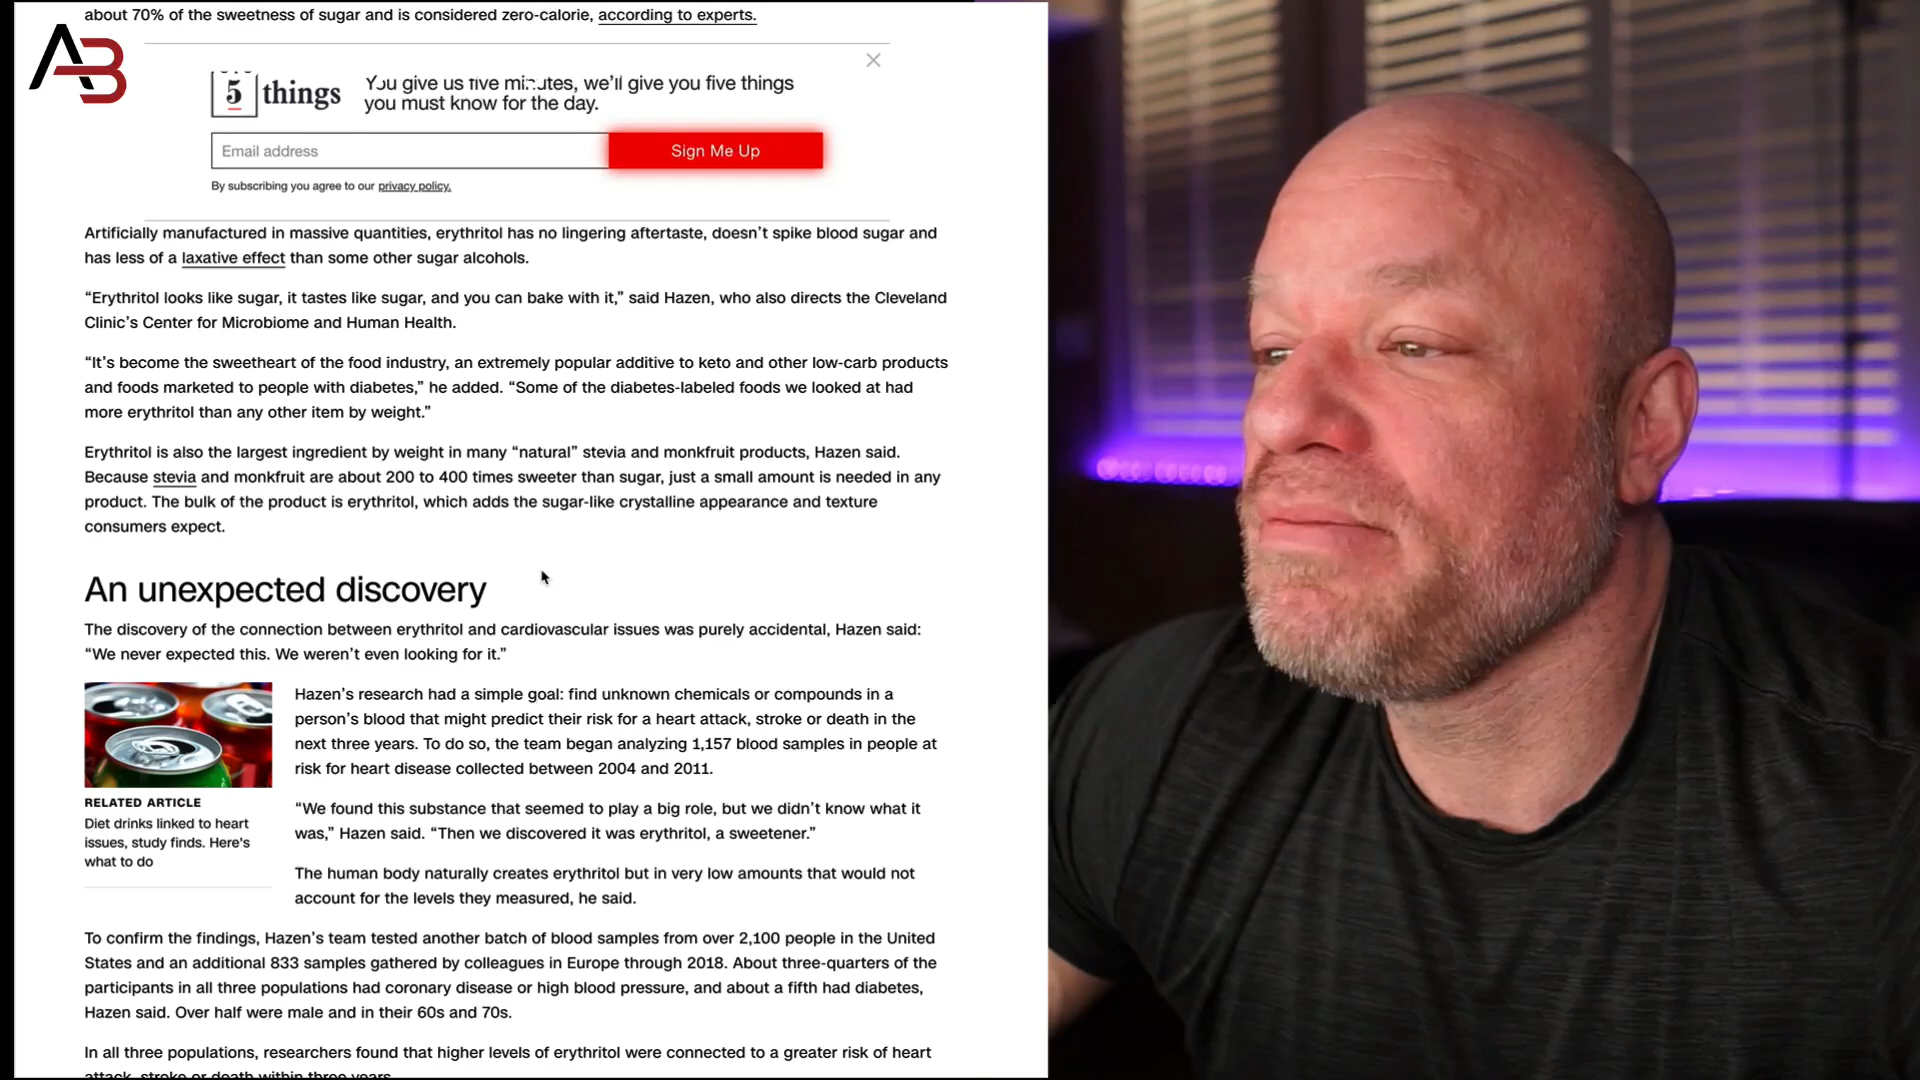 about 70% of the sweetness of sugar and is considered zero-calorie, according to experts.
AB
5 things
You give us five minutes, we’ll give you five things
you must know for the day.
Email address
Sign Me Up
By subscribing you agree to our privacy policy.
Artificially manufactured in massive quantities, erythritol has no lingering aftertaste, doesn’t spike blood sugar and
has less of a laxative effect than some other sugar alcohols.
“Erythritol looks like sugar, it tastes like sugar, and you can bake with it,” said Hazen, who also directs the Cleveland
Clinic’s Center for Microbiome and Human Health.
“It’s become the sweetheart of the food industry, an extremely popular additive to keto and other low-carb products
and foods marketed to people with diabetes,” he added. “Some of the diabetes-labeled foods we looked at had
more erythritol than any other item by weight.”
Erythritol is also the largest ingredient by weight in many “natural” stevia and monkfruit products, Hazen said.
Because stevia and monkfruit are about 200 to 400 times sweeter than sugar, just a small amount is needed in any
product. The bulk of the product is erythritol, which adds the sugar-like crystalline appearance and texture
consumers expect.
An unexpected discovery
The discovery of the connection between erythritol and cardiovascular issues was purely accidental, Hazen said:
“We never expected this. We weren’t even looking for it.”
Hazen’s research had a simple goal: find unknown chemicals or compounds in a
person’s blood that might predict their risk for a heart attack, stroke or death in the
next three years. To do so, the team began analyzing 1,157 blood samples in people at
risk for heart disease collected between 2004 and 2011.
RELATED ARTICLE
Diet drinks linked to heart
issues, study finds. Here's
what to do
“We found this substance that seemed to play a big role, but we didn’t know what it
was,” Hazen said. “Then we discovered it was erythritol, a sweetener.”
The human body naturally creates erythritol but in very low amounts that would not
account for the levels they measured, he said.
To confirm the findings, Hazen’s team tested another batch of blood samples from over 2,100 people in the United
States and an additional 833 samples gathered by colleagues in Europe through 2018. About three-quarters of the
participants in all three populations had coronary disease or high blood pressure, and about a fifth had diabetes,
Hazen said. Over half were male and in their 60s and 70s.
In all three populations, researchers found that higher levels of erythritol were connected to a greater risk of heart
attack, stroke or death within three years.